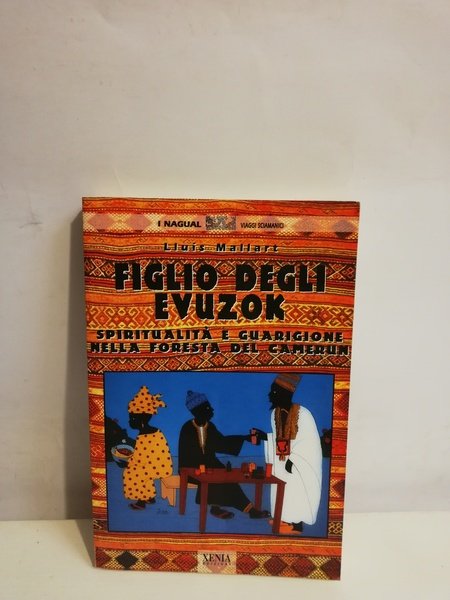 I NAGUAL VIAGGI SCIAMANICI
Lluís Mallart
FIGLIO DEGLI
EVUZOK
SPIRITUALITÀ E GUARIGIONE
NELLA FORESTA DEL CAMERUN
XENIA